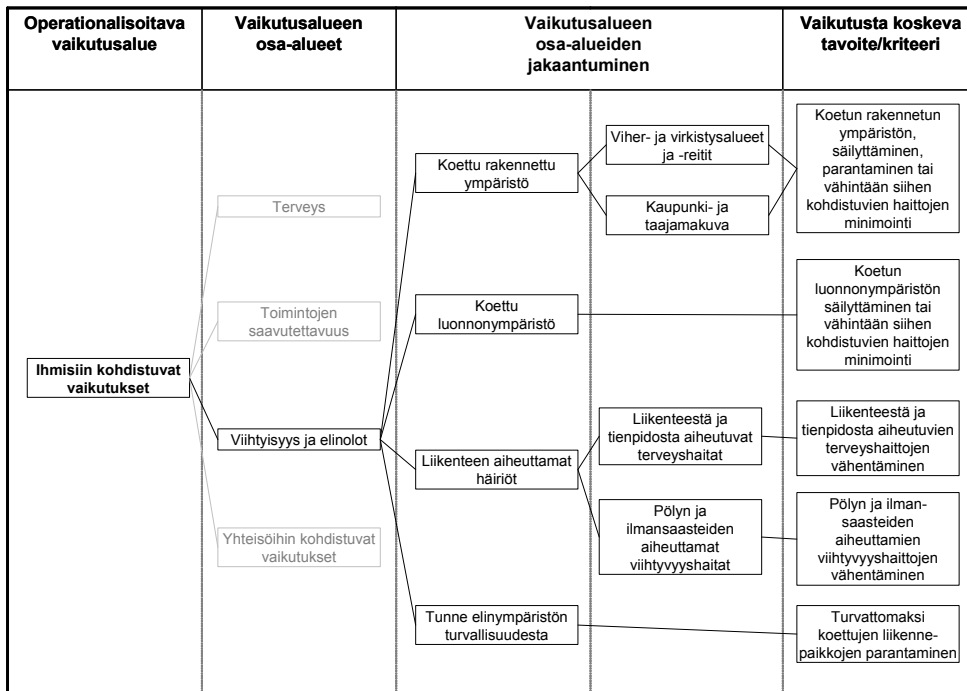 Operationalisoitava
vaikutusalue
Vaikutusalueen
osa-alueet
Vaikutusalueen
osa-alueiden
jakaantuminen
Vaikutusta koskeva
tavoite/kriteeri
Ihmisiin kohdistuvat
vaikutukset
Terveys
Toimintojen
saavutettavuus
Viihtyisyys ja elinolot
Yhteisöihin kohdistuvat
vaikutukset
Koettu rakennettu
ympäristö
Koettu
luonnonympäristö
Liikenteen aiheuttamat
häiriöt
Tunne elinympäristön
turvallisuudesta
Viher- ja virkistysalueet
ja -reitit
Kaupunki- ja
taajamakuva
Liikenteestä ja
tienpidosta aiheutuvat
terveyshaitat
Pölyn ja
ilmansaasteiden
aiheuttamat
viihtyvyyshaitat
Koetun rakennetun
ympäristön,
säilyttäminen,
parantaminen tai
vähintään siihen
kohdistuvien haittojen
minimointi
Koetun
luonnonympäristön
säilyttäminen tai
vähintään siihen
kohdistuvien haittojen
minimointi
Liikenteestä ja
tienpidosta aiheutuvien
terveyshaittojen
vähentäminen
Pölyn ja ilman-
saasteiden
aiheuttamien
viihtyvyyshaittojen
vähentäminen
Turvattomaksi
koettujen liikenne-
paikkojen parantaminen